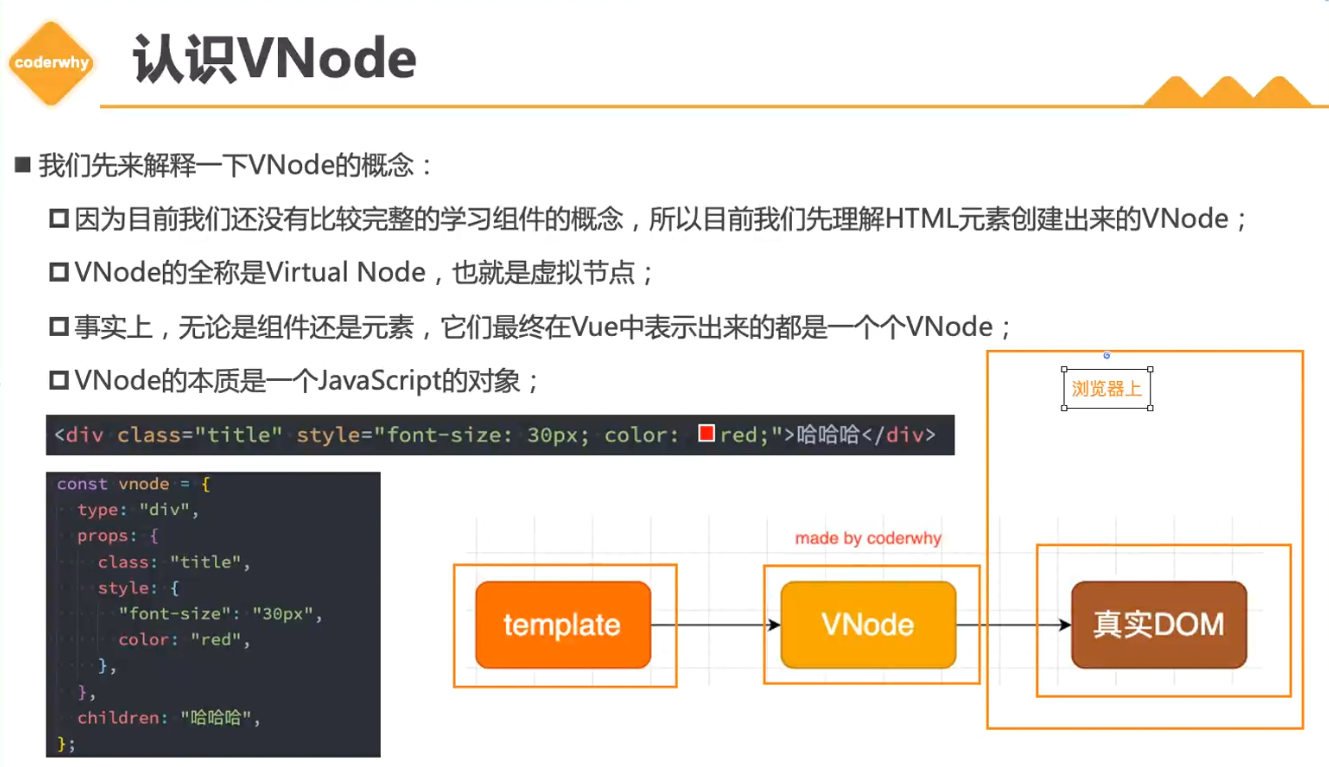 coderwhy
认识VNode
我们先来解释一下VNode的概念：
因为目前我们还没有比较完整的学习组件的概念，所以目前我们先理解HTML元素创建出来的VNode；
VNode的全称是Virtual Node，也就是虚拟节点；
事实上，无论是组件还是元素，它们最终在Vue中表示出来的都是一个个VNode；
VNode的本质是一个JavaScript的对象；
<div class="title" style="font-size: 30px; color: red;">哈哈哈</div>
const vnode = {
type: "div",
props: {
class: "title",
style: {
"font-size": "30px",
color: "red",
},
},
children: "哈哈哈",
};
浏览器上
made by coderwhy
template
VNode
真实DOM